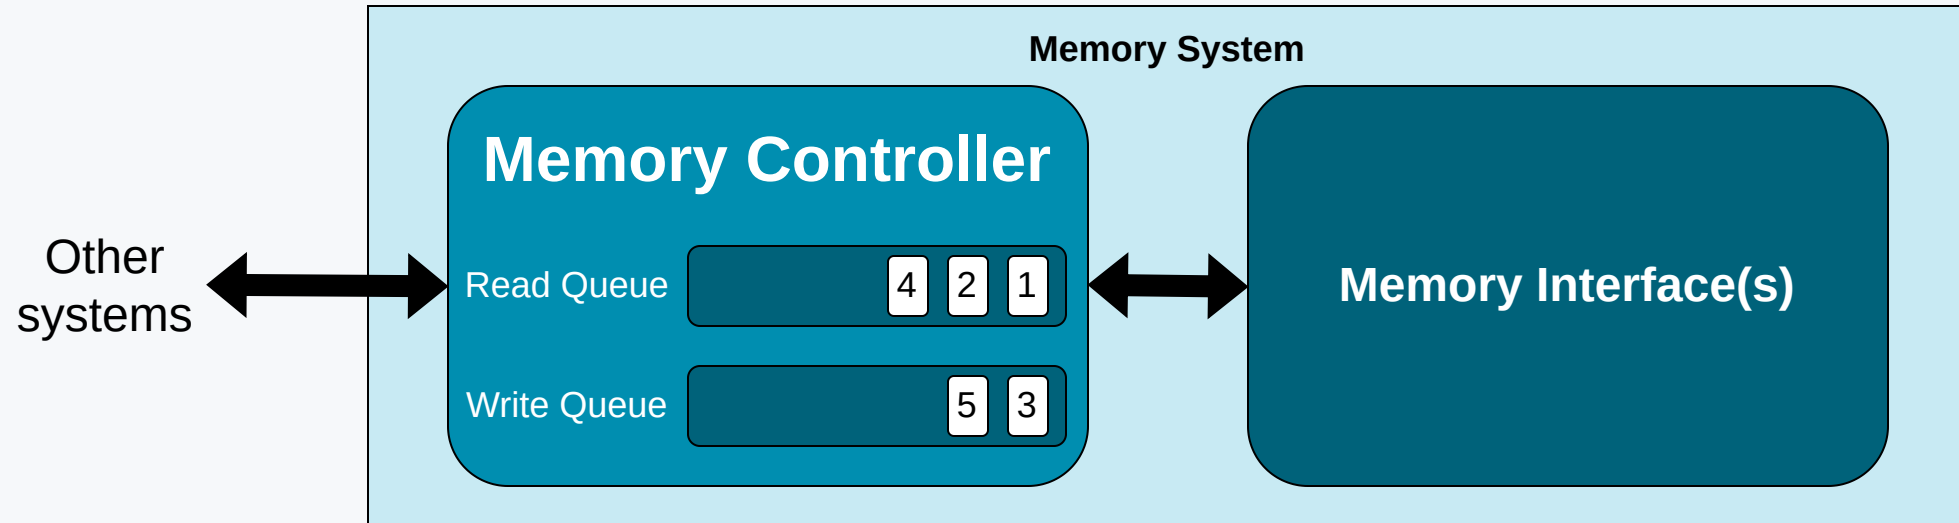 Memory System
Memory Controller
Other
systems
Read Queue
4 2 1
Write Queue
5 3
Memory Interface(s)